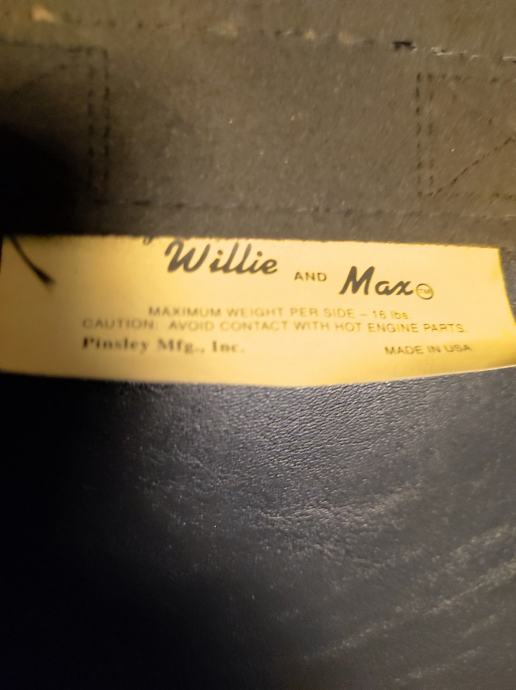 Willie AND Max TM
MAXIMUM WEIGHT PER SIDE – 16 lbs.
CAUTION: AVOID CONTACT WITH HOT ENGINE PARTS.
Pinsley Mfg., Inc. MADE IN USA